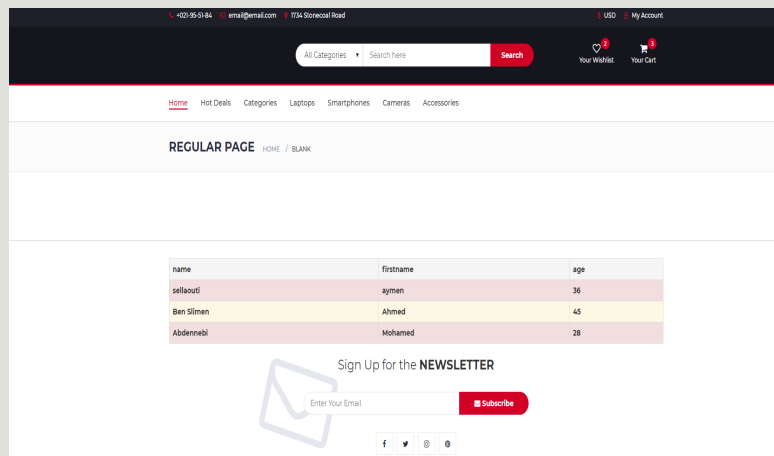 +021-95-51-84 email@email.com 1734 Stonecoal Road $ USD My Account
All Categories Search here Search
2 3
Your Wishlist Your Cart
Home Hot Deals Categories Laptops Smartphones Cameras Accessories
REGULAR PAGE HOME / BLANK
name firstname age
sellaouti aymen 36
Ben Slimen Ahmed 45
Abdennebi Mohamed 28
Sign Up for the NEWSLETTER
Enter Your Email Subscribe